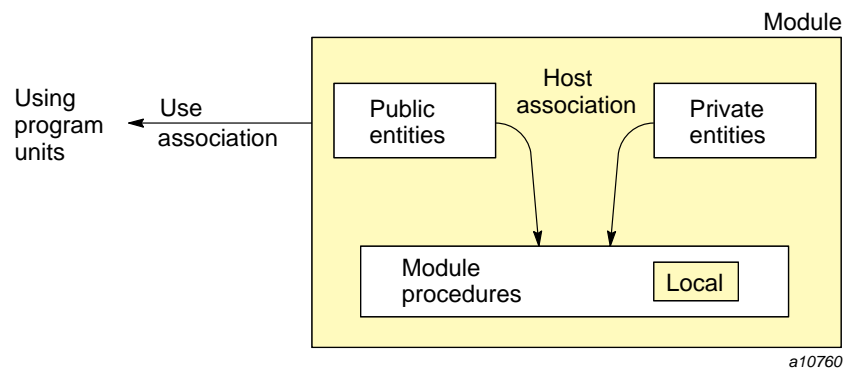 Module
Using
program
units
Use
association
Public
entities
Host
association
Private
entities
Module
procedures
Local
a10760